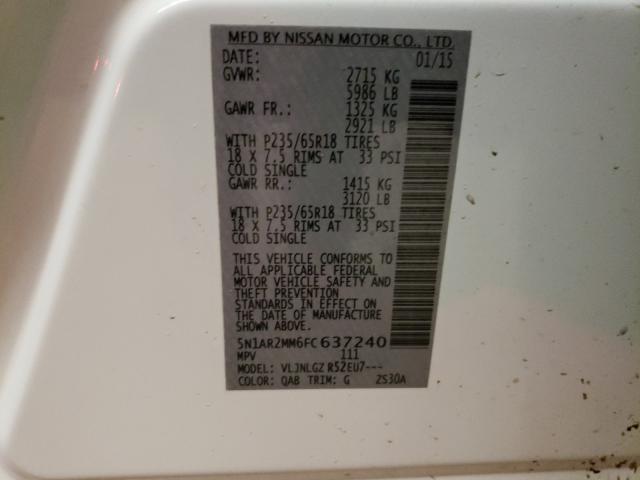 MFD BY NISSAN MOTOR CO., LTD.
DATE: 01/15
GVWR: 2715 KG
5986 LB
GAWR FR.: 1325 KG
2921 LB
WITH P235/65R18 TIRES
18 X 7.5 RIMS AT 33 PSI
COLD SINGLE
GAWR RR.: 1415 KG
3120 LB
WITH P235/65R18 TIRES
18 X 7.5 RIMS AT 33 PSI
COLD SINGLE
THIS VEHICLE CONFORMS TO
ALL APPLICABLE FEDERAL
MOTOR VEHICLE SAFETY AND
THEFT PREVENTION
STANDARDS IN EFFECT ON
THE DATE OF MANUFACTURE
SHOWN ABOVE.
5N1AR2MM6FC637240
MPV 111
MODEL: VLJNLGZ R52EU7---
COLOR: QAB TRIM: G 2S30A